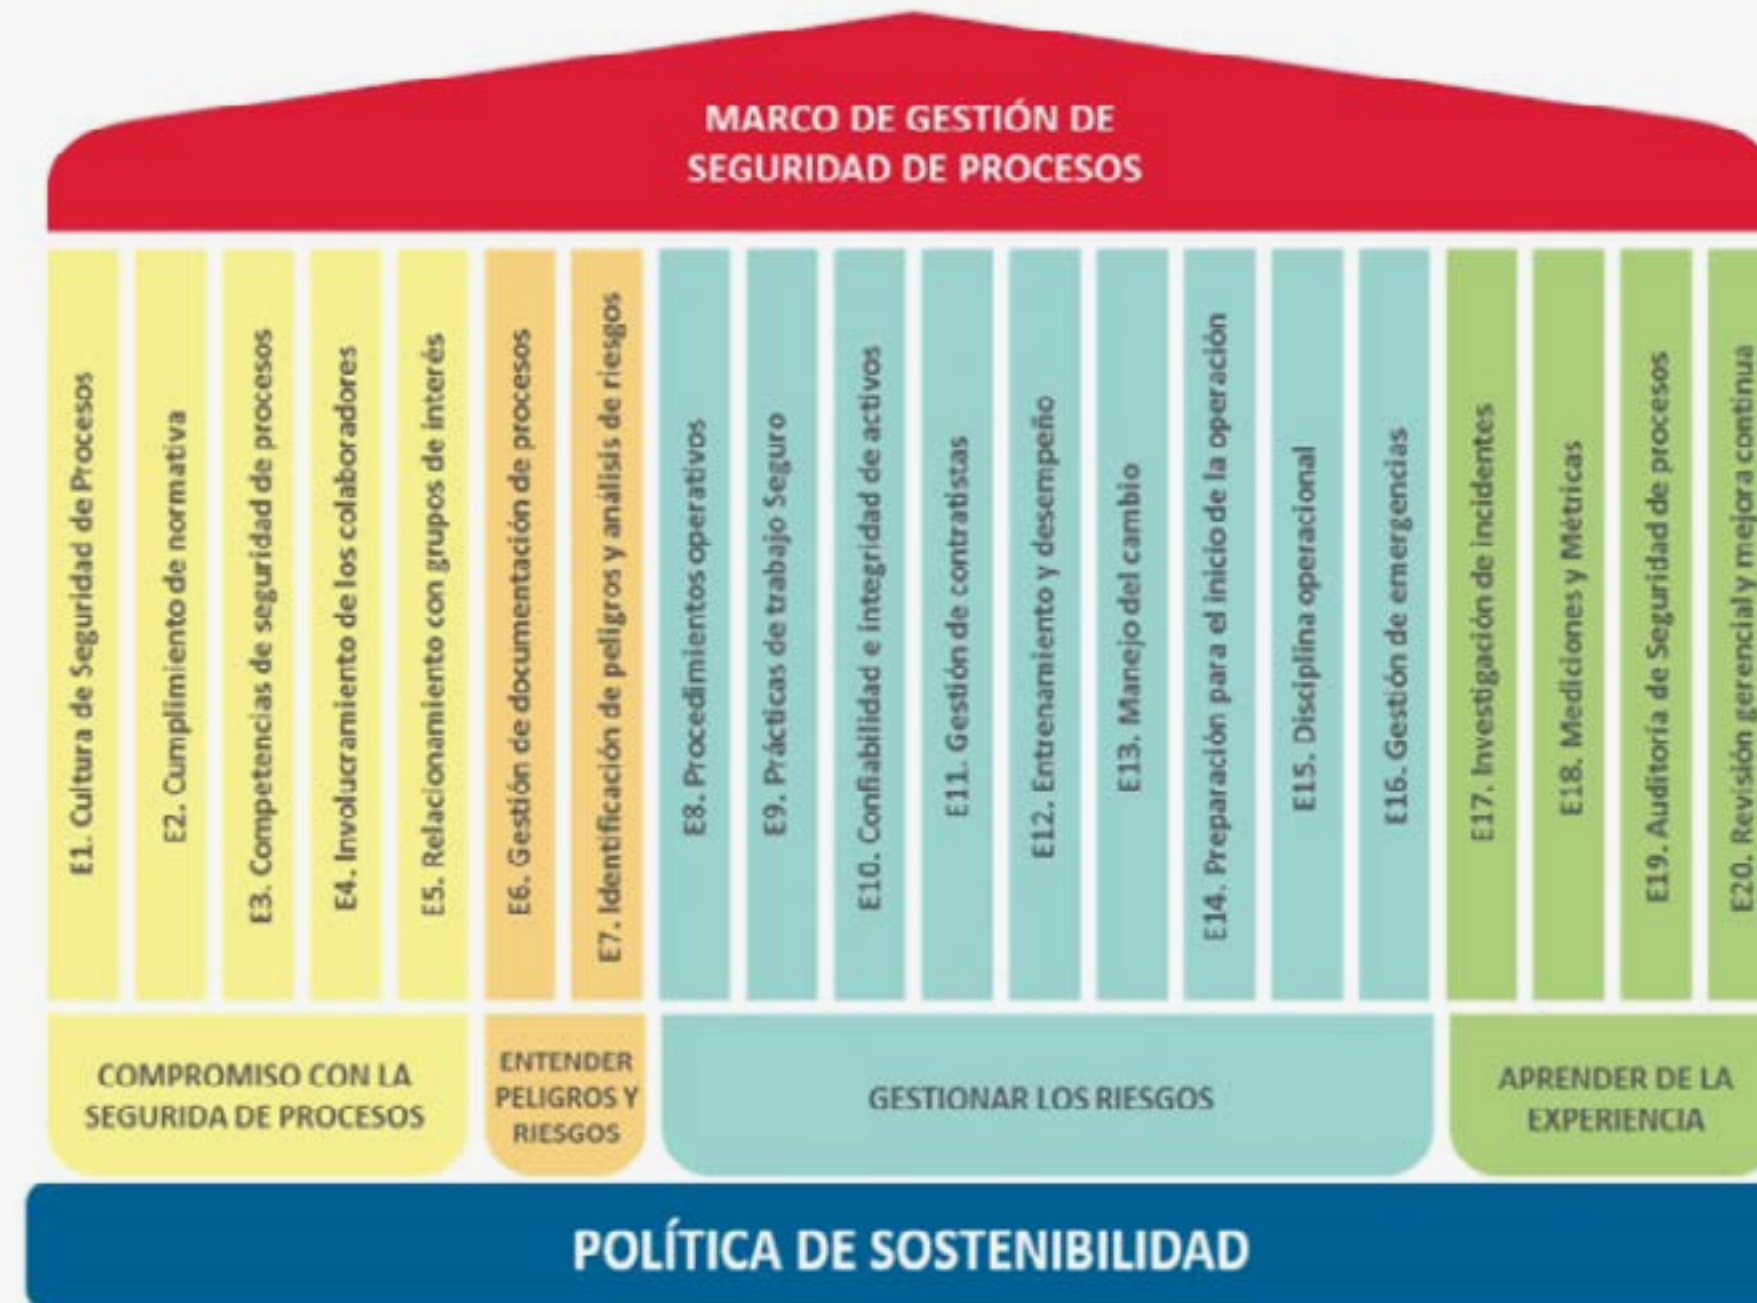 MARCO DE GESTIÓN DE
SEGURIDAD DE PROCESOS
E1. Cultura de Seguridad de Procesos
E2. Cumplimiento de normativa
E3. Competencias de seguridad de procesos
E4. Involucramiento de los colaboradores
E5. Relacionamiento con grupos de interés
E6. Gestión de documentación de procesos
E7. Identificación de peligros y análisis de riesgos
E8. Procedimientos operativos
E9. Prácticas de trabajo Seguro
E10. Confiabilidad e integridad de activos
E11. Gestión de contratistas
E12. Entrenamiento y desempeño
E13. Manejo del cambio
E14. Preparación para el inicio de la operación
E15. Disciplina operacional
E16. Gestión de emergencias
E17. Investigación de incidentes
E18. Mediciones y Métricas
E19. Auditoría de Seguridad de procesos
E20. Revisión gerencial y mejora continua
COMPROMISO CON LA
SEGURIDA DE PROCESOS
ENTENDER
PELIGROS Y
RIESGOS
GESTIONAR LOS RIESGOS
APRENDER DE LA
EXPERIENCIA
POLÍTICA DE SOSTENIBILIDAD